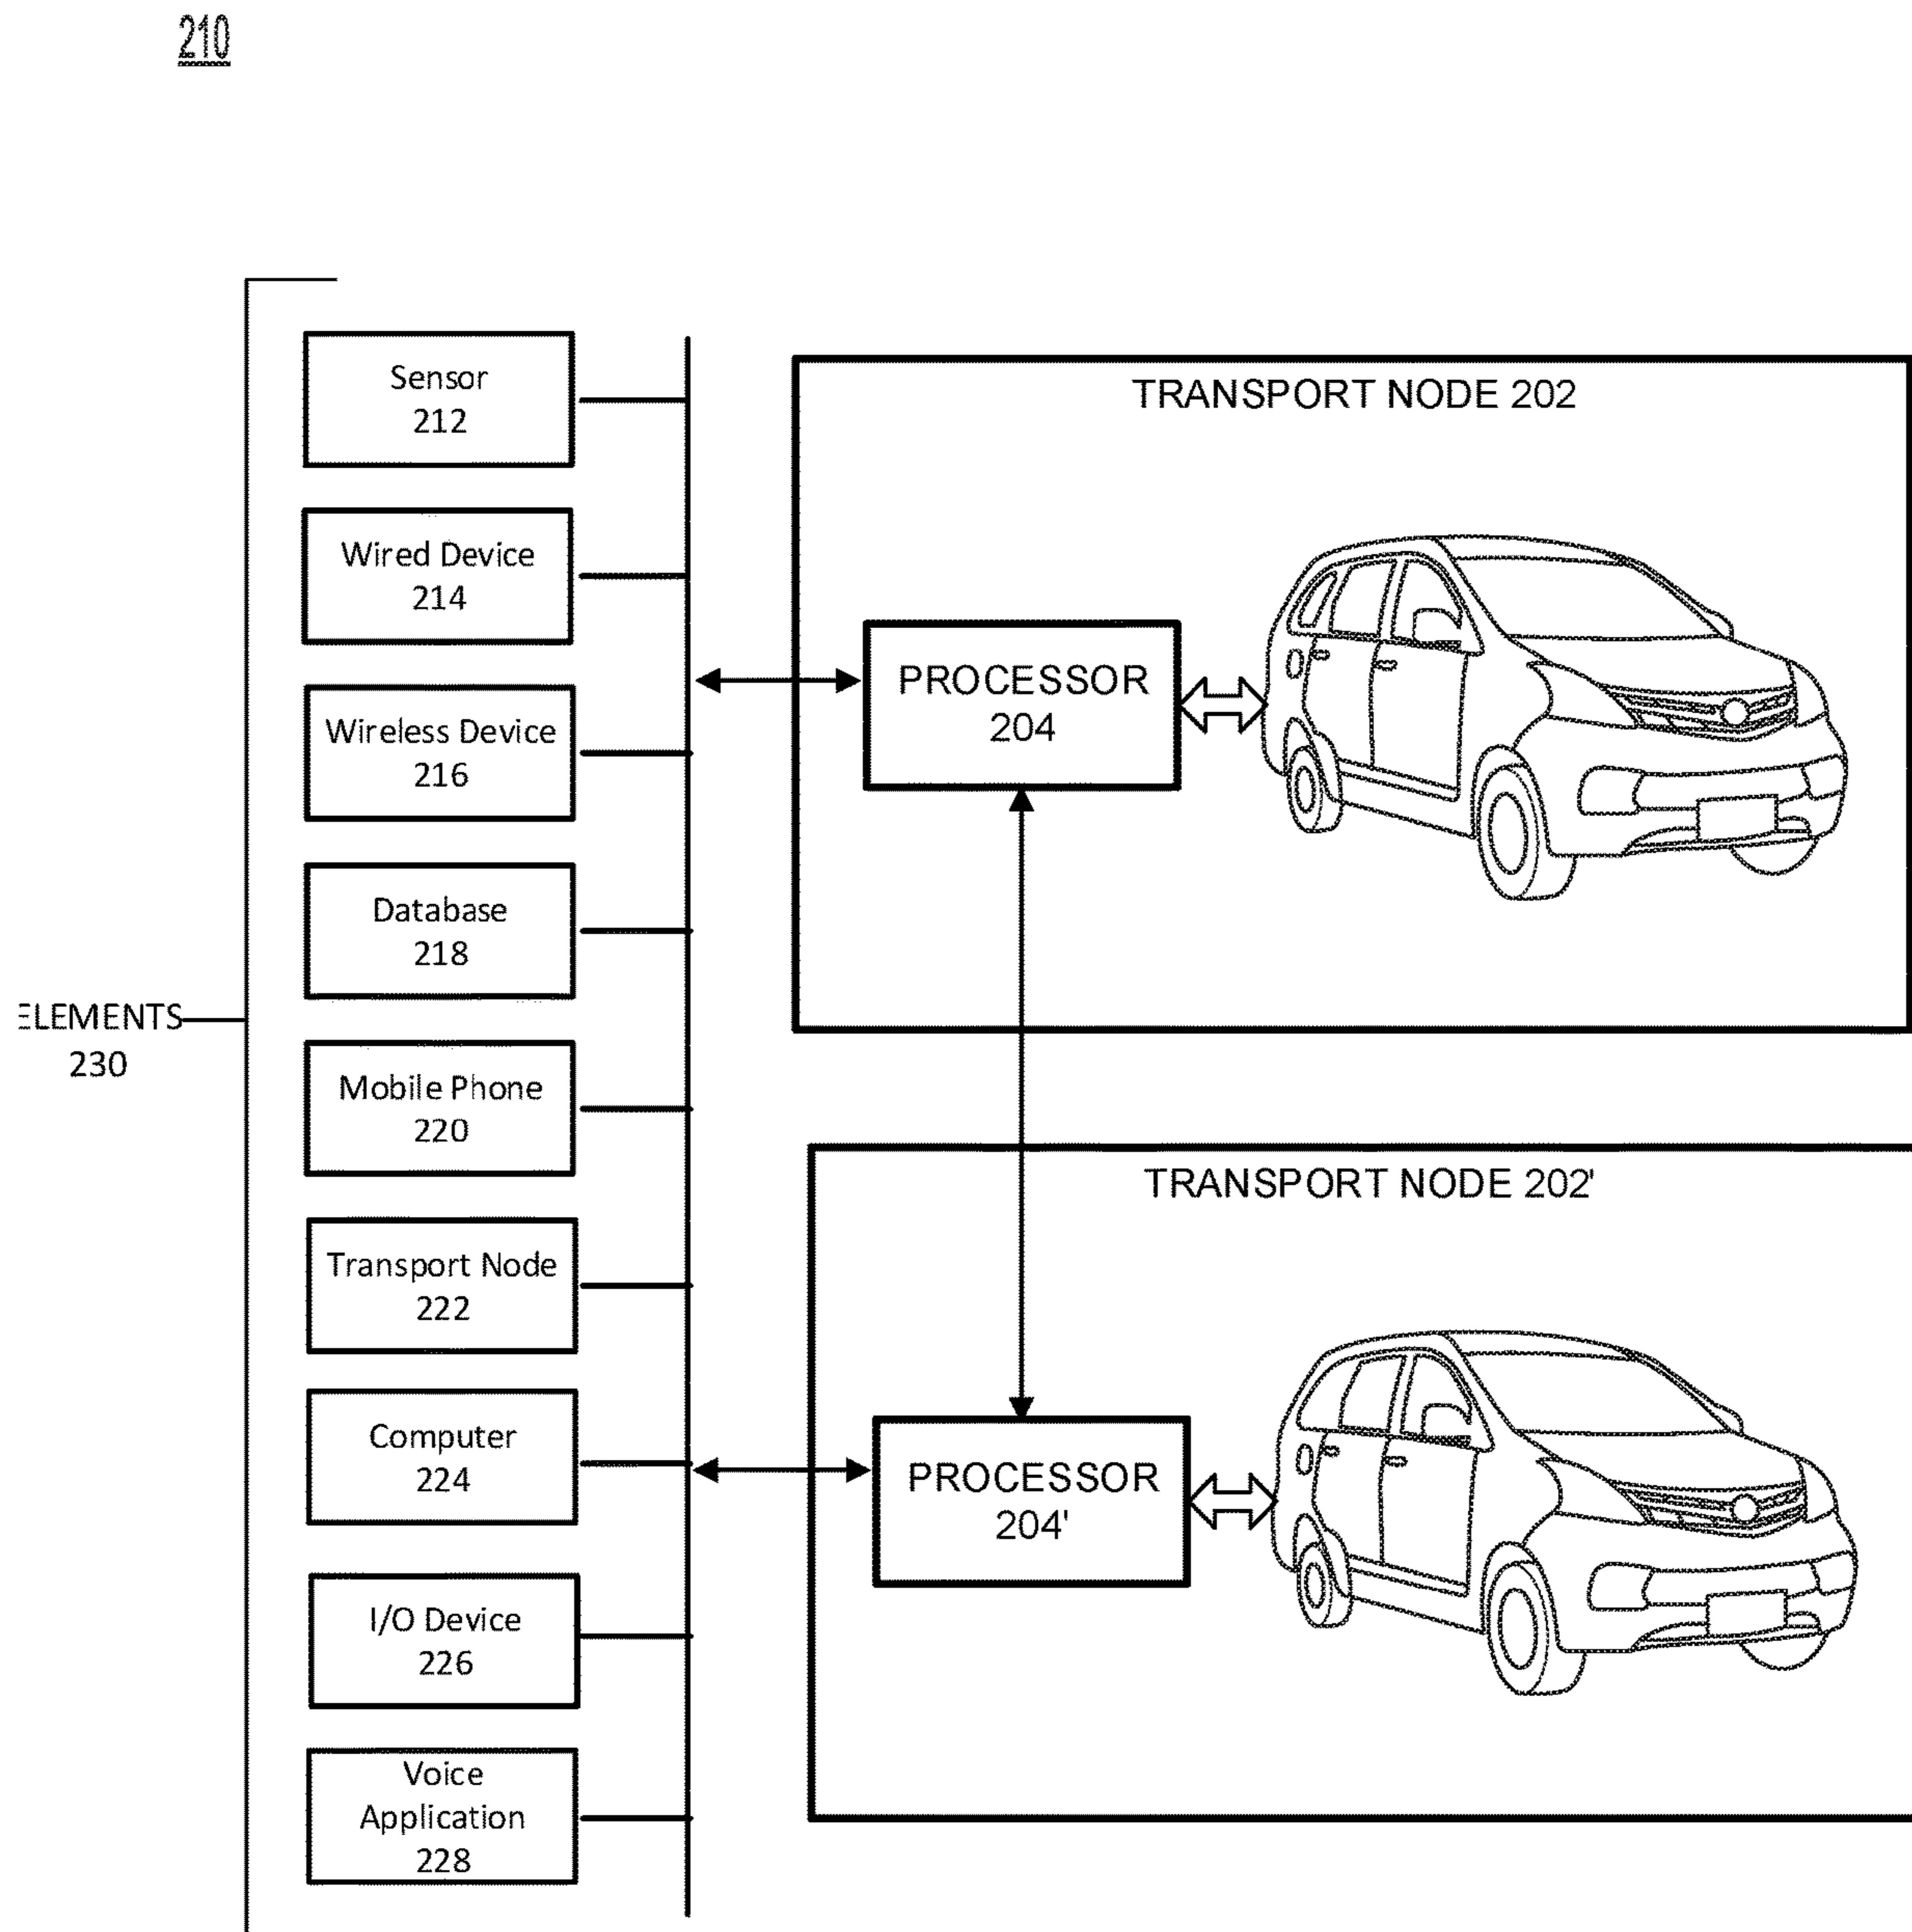 210
Sensor
212
Wired Device
214
Wireless Device
216
Database
218
ELEMENTS
230
Mobile Phone
220
Transport Node
222
Computer
224
I/O Device
226
Voice
Application
228
TRANSPORT NODE 202
PROCESSOR
204
TRANSPORT NODE 202'
PROCESSOR
204'